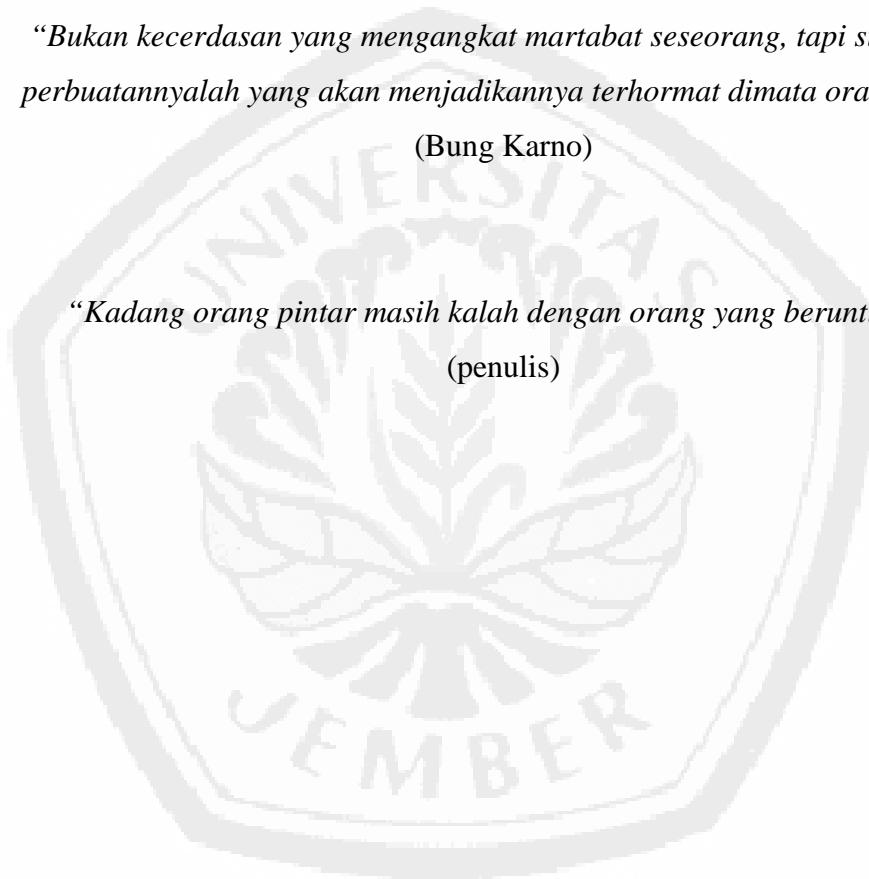 “Bukan kecerdasan yang mengangkat martabat seseorang, tapi
perbuatannyalah yang akan menjadikannya terhormat dimata
(Bung Karno)
UNIVERSITAS
“Kadang orang pintar masih kalah dengan orang yang
(penulis)
JEMBER